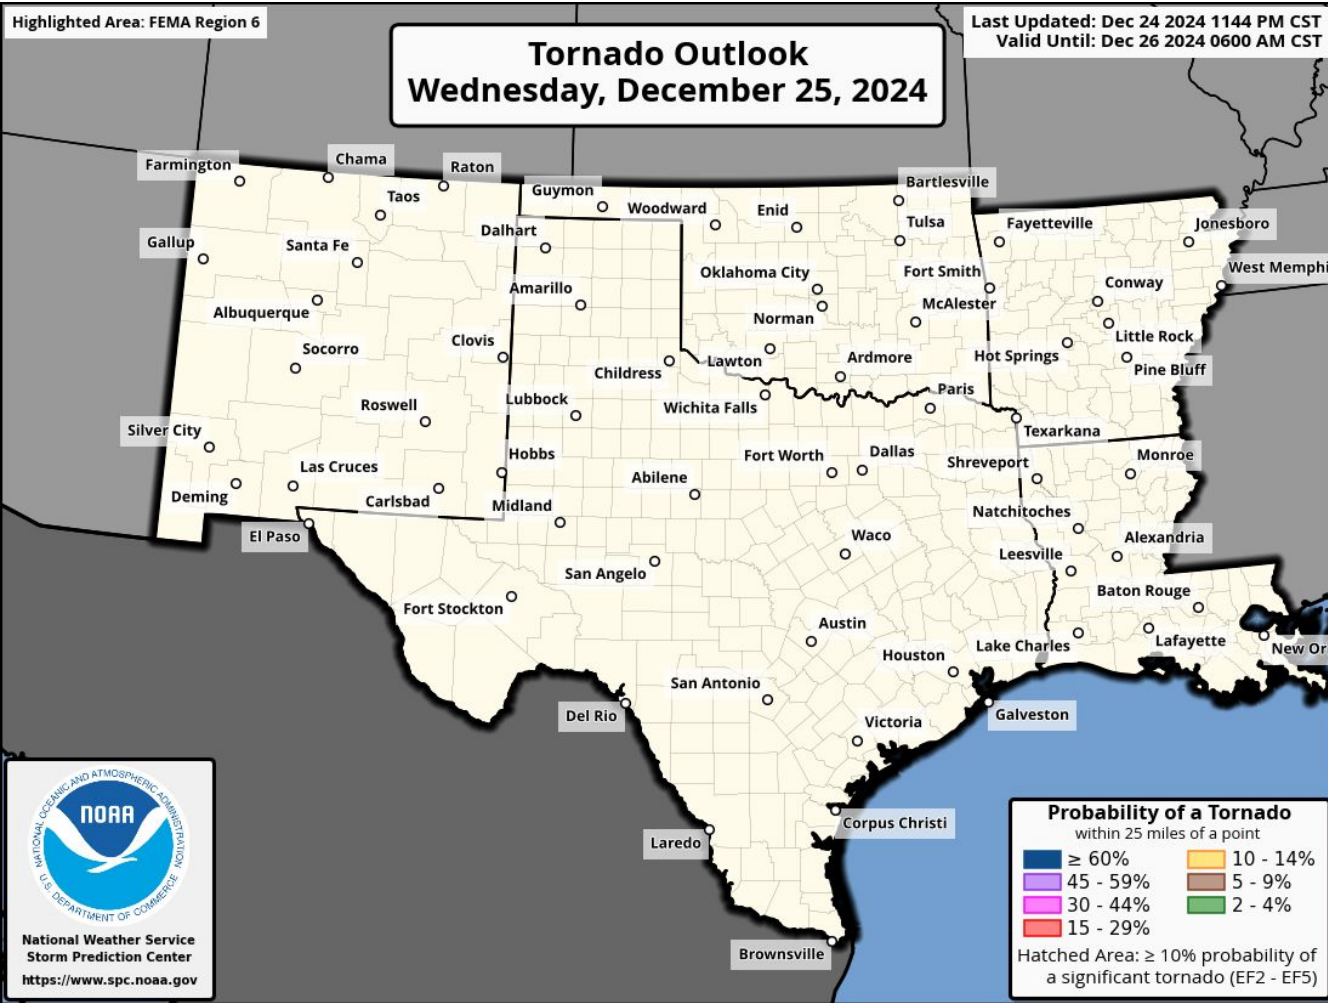 Highlighted Area: FEMA Region 6
Last Updated: Dec 24 2024 1144 PM CST
Valid Until: Dec 26 2024 0600 AM CST
Tornado Outlook
Wednesday, December 25, 2024
Farmington
Chama
Raton
Taos
Guymon
Woodward
Enid
Bartlesville
Tulsa
Fayetteville
Jonesboro
Gallup
Santa Fe
Dalhart
Oklahoma City
Fort Smith
West Memphi
Amarillo
Conway
Albuquerque
Norman
McAlester
Socorro
Clovis
Little Rock
Childress
Lawton
Ardmore
Hot Springs
Pine Bluff
Roswell
Lubbock
Wichita Falls
Paris
Silver City
Texarkana
Las Cruces
Hobbs
Abilene
Fort Worth
Dallas
Shreveport
Monroe
Deming
Carlsbad
Midland
Natchitoches
El Paso
Waco
Leesville
Alexandria
San Angelo
Baton Rouge
Fort Stockton
Austin
Lake Charles
Lafayette
New Or
Houston
San Antonio
Del Rio
Victoria
Galveston
Corpus Christi
Laredo
Brownsville
NATIONAL OCEANIC AND ATMOSPHERIC ADMINISTRATION
NOAA
U.S. DEPARTMENT OF COMMERCE
National Weather Service
Storm Prediction Center
https://www.spc.noaa.gov
Probability of a Tornado
within 25 miles of a point
≥ 60%
45 - 59%
30 - 44%
15 - 29%
10 - 14%
5 - 9%
2 - 4%
Hatched Area: ≥ 10% probability of
a significant tornado (EF2 - EF5)